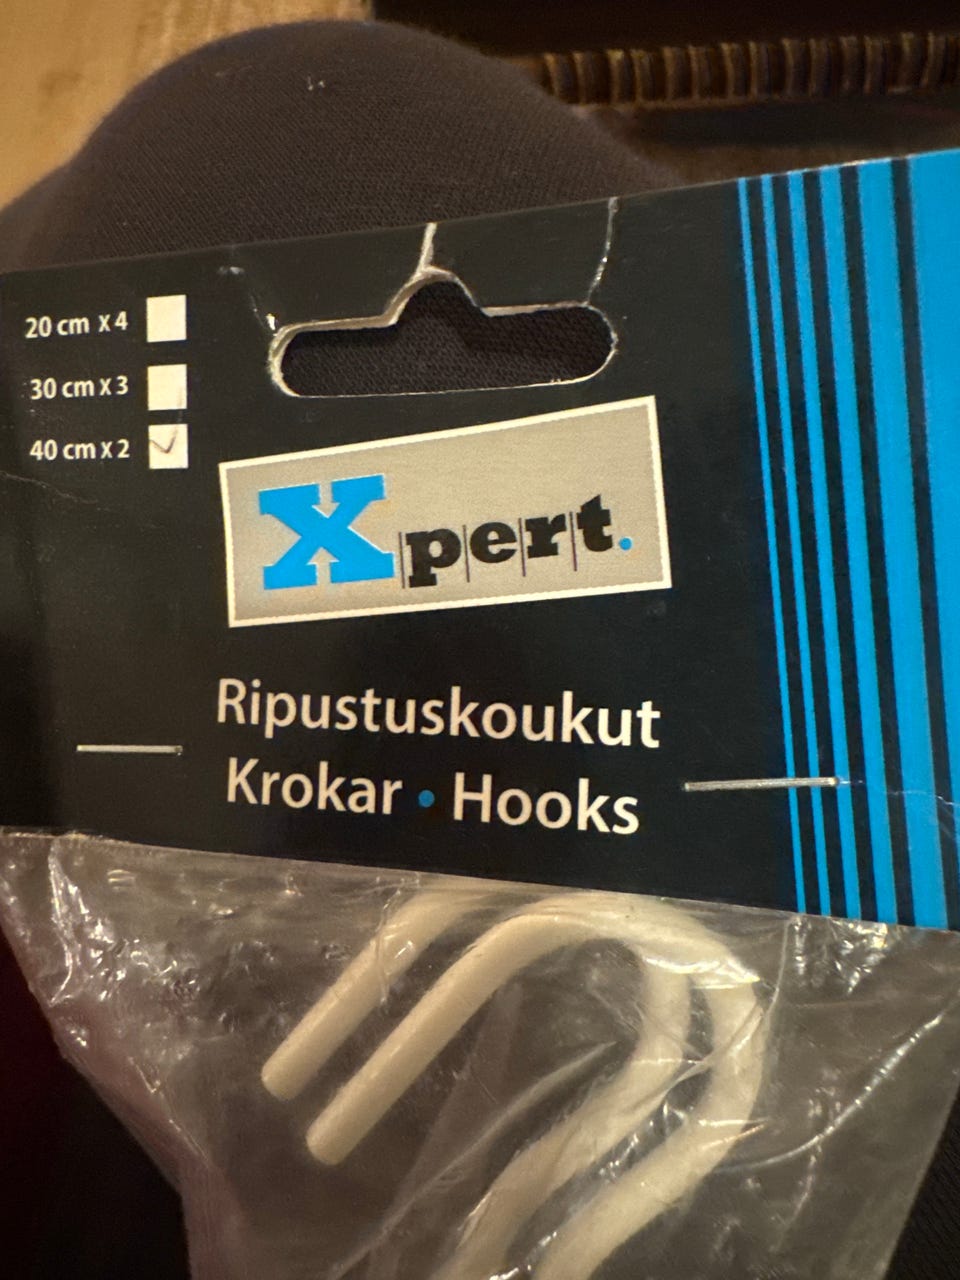 20 cm x 4
30 cm x 3
40 cm x 2
Xpert.
Ripustuskoukut
Krokar • Hooks